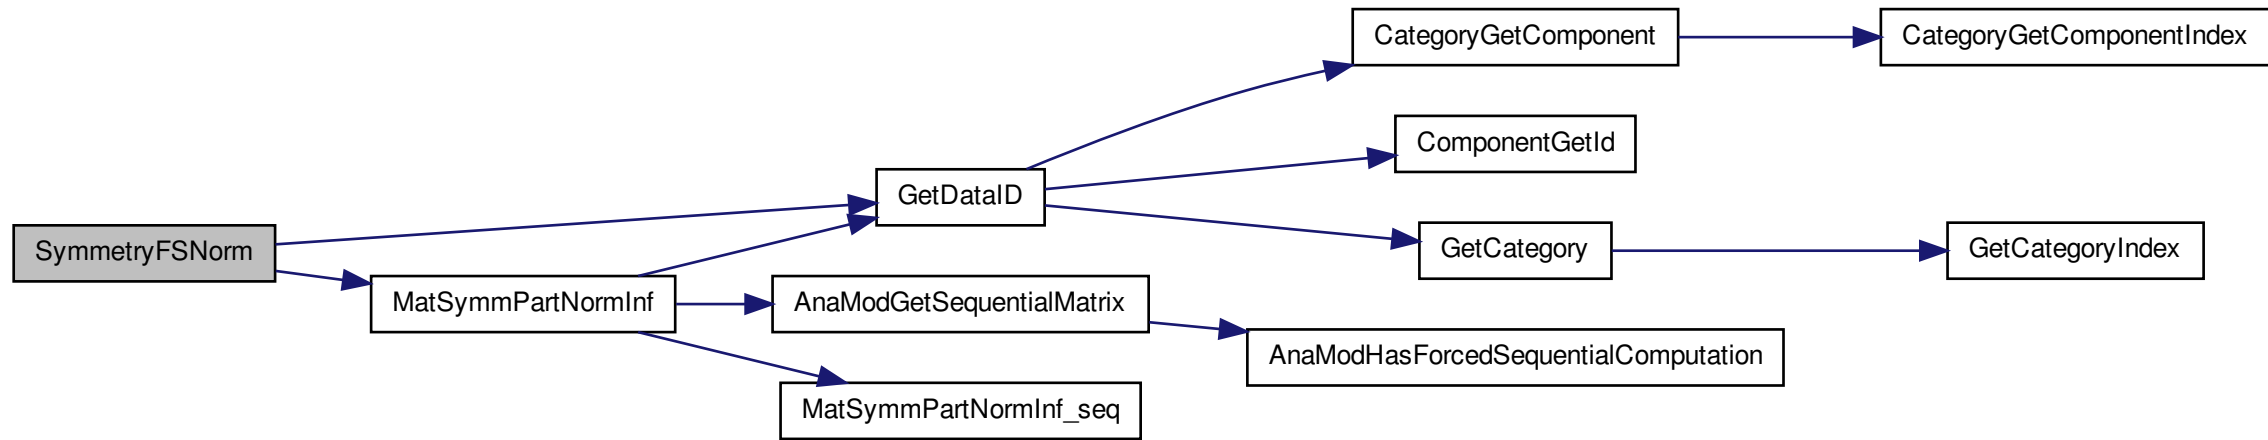 CategoryGetComponent
CategoryGetComponentIndex
ComponentGetId
GetDataID
SymmetryFSNorm
GetCategory
GetCategoryIndex
MatSymmPartNormInf
AnaModGetSequentialMatrix
AnaModHasForcedSequentialComputation
MatSymmPartNormInf_seq